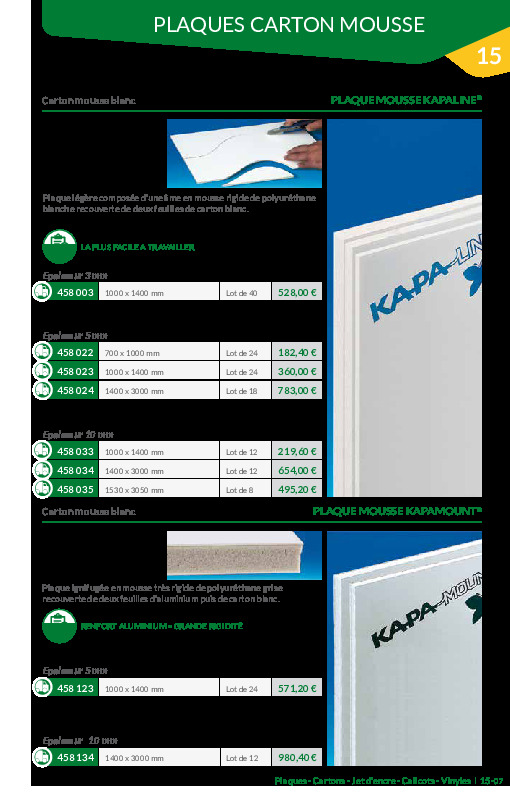 PLAQUES CARTON MOUSSE
15
Carton mousse blanc
PLAQUE MOUSSE KAPALINE®
Plaque légère composée d'une âme en mousse rigide de polyuréthane
blanche recouverte de deux feuilles de carton blanc.
LA PLUS FACILE A TRAVAILLER
KAPA-LIN
Epaisseur 3 mm
458 003 1000 x 1400 mm Lot de 40 528,00 €
Epaisseur 5 mm
458 022 700 x 1000 mm Lot de 24 182,40 €
458 023 1000 x 1400 mm Lot de 24 360,00 €
458 024 1400 x 3000 mm Lot de 18 783,00 €
Epaisseur 10 mm
458 033 1000 x 1400 mm Lot de 12 219,60 €
458 034 1400 x 3000 mm Lot de 12 654,00 €
458 035 1530 x 3050 mm Lot de 8 495,20 €
Carton mousse blanc
PLAQUE MOUSSE KAPAMOUNT®
Plaque ignifugée en mousse très rigide de polyuréthane grise
recouverte de deux feuilles d'aluminium puis de carton blanc.
RENFORT ALUMINIUM = GRANDE RIGIDITÉ
KAPA-MOUN
Epaisseur 5 mm
458 123 1000 x 1400 mm Lot de 24 571,20 €
Epaisseur 10 mm
458 134 1400 x 3000 mm Lot de 12 980,40 €
Plaques - Cartons - Jet d'encre - Calicots - Vinyles | 15-07